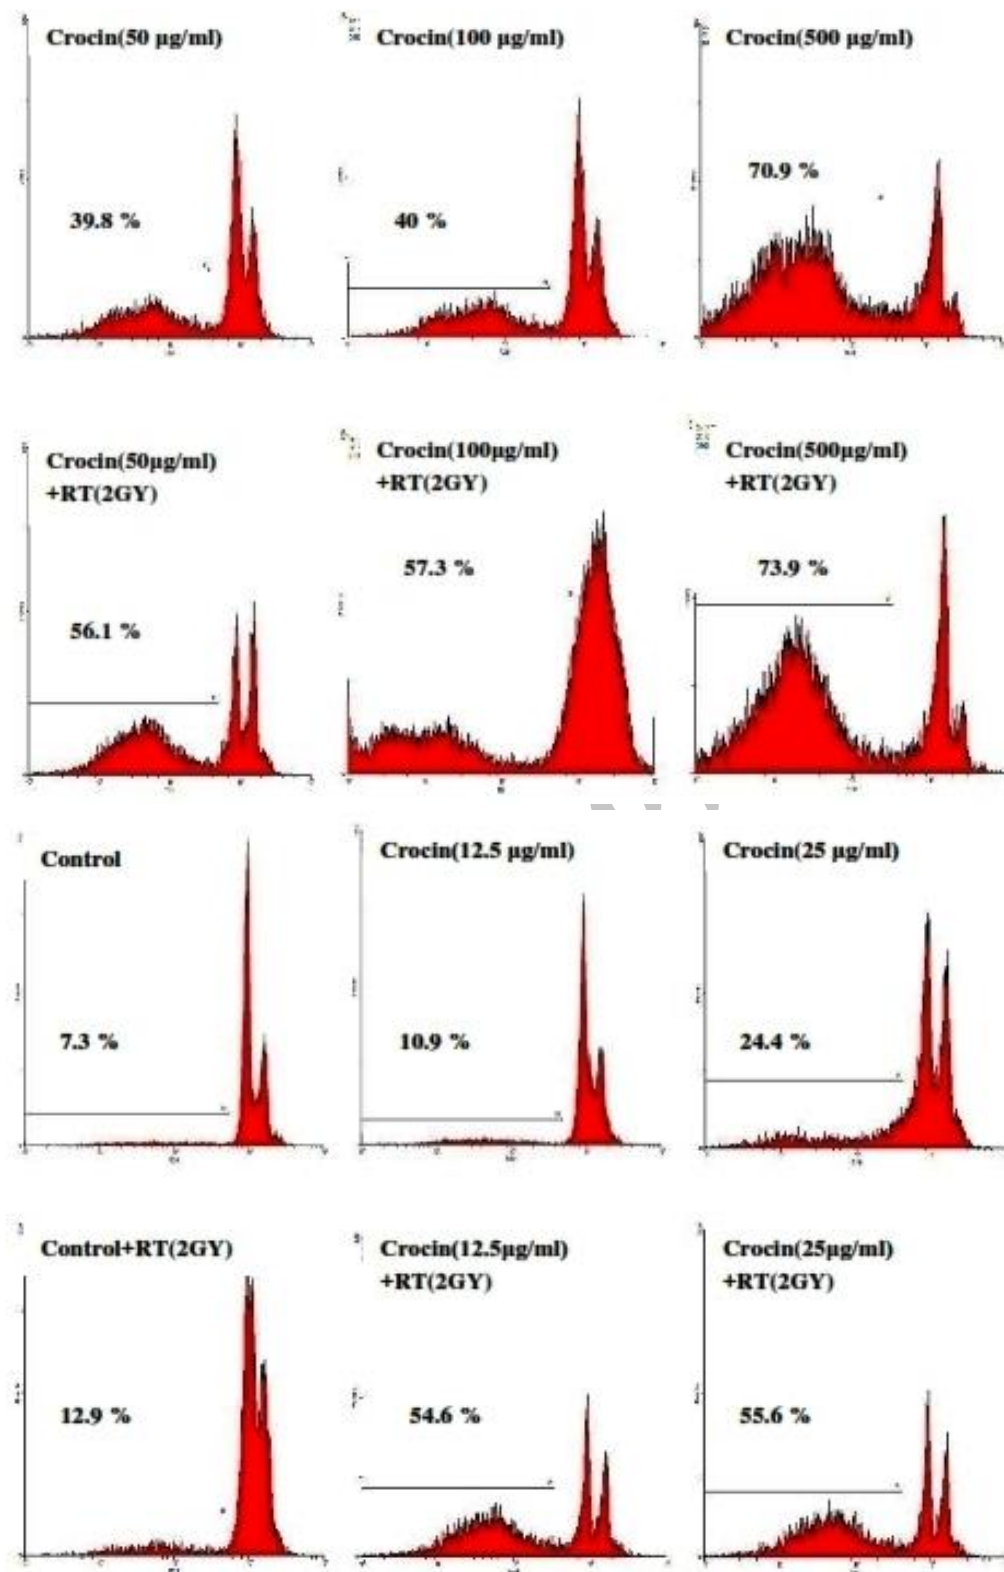 Crocin(50 µg/ml)
39.8 %
Crocin(100 µg/ml)
40 %
Crocin(500 µg/ml)
70.9 %
Crocin(50µg/ml)
+RT(2GY)
56.1 %
Crocin(100µg/ml)
+RT(2GY)
57.3 %
Crocin(500µg/ml)
+RT(2GY)
73.9 %
Control
7.3 %
Crocin(12.5 µg/ml)
10.9 %
Crocin(25 µg/ml)
24.4 %
Control+RT(2GY)
12.9 %
Crocin(12.5µg/ml)
+RT(2GY)
54.6 %
Crocin(25µg/ml)
+RT(2GY)
55.6 %